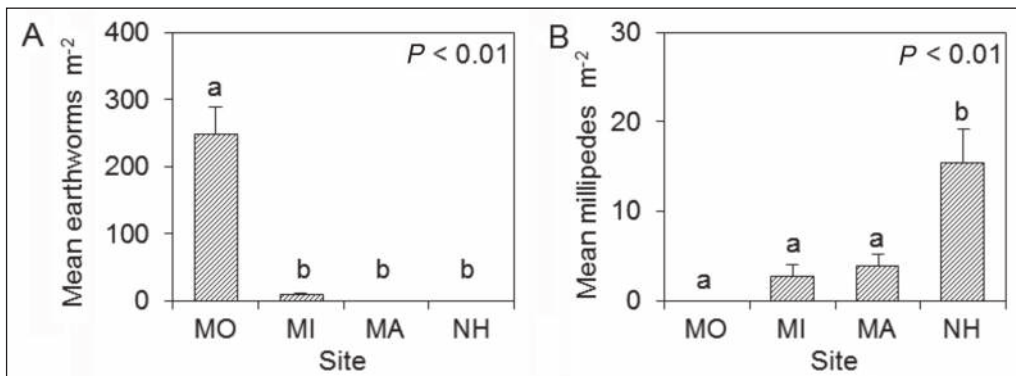 A
Mean earthworms m-2
400
300
200
100
0
P < 0.01
a
b
b
b
MO MI MA NH
Site
B
Mean millipedes m-2
30
20
10
0
P < 0.01
a
a
a
b
MO MI MA NH
Site